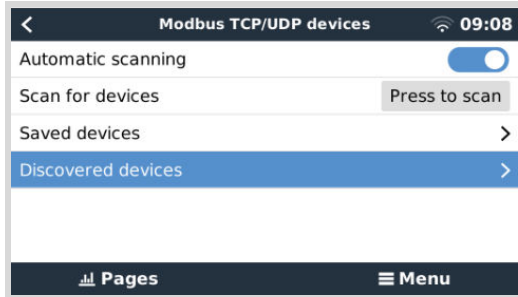 Modbus TCP/UDP devices 09:08
Automatic scanning
Scan for devices Press to scan
Saved devices
Discovered devices
Pages Menu